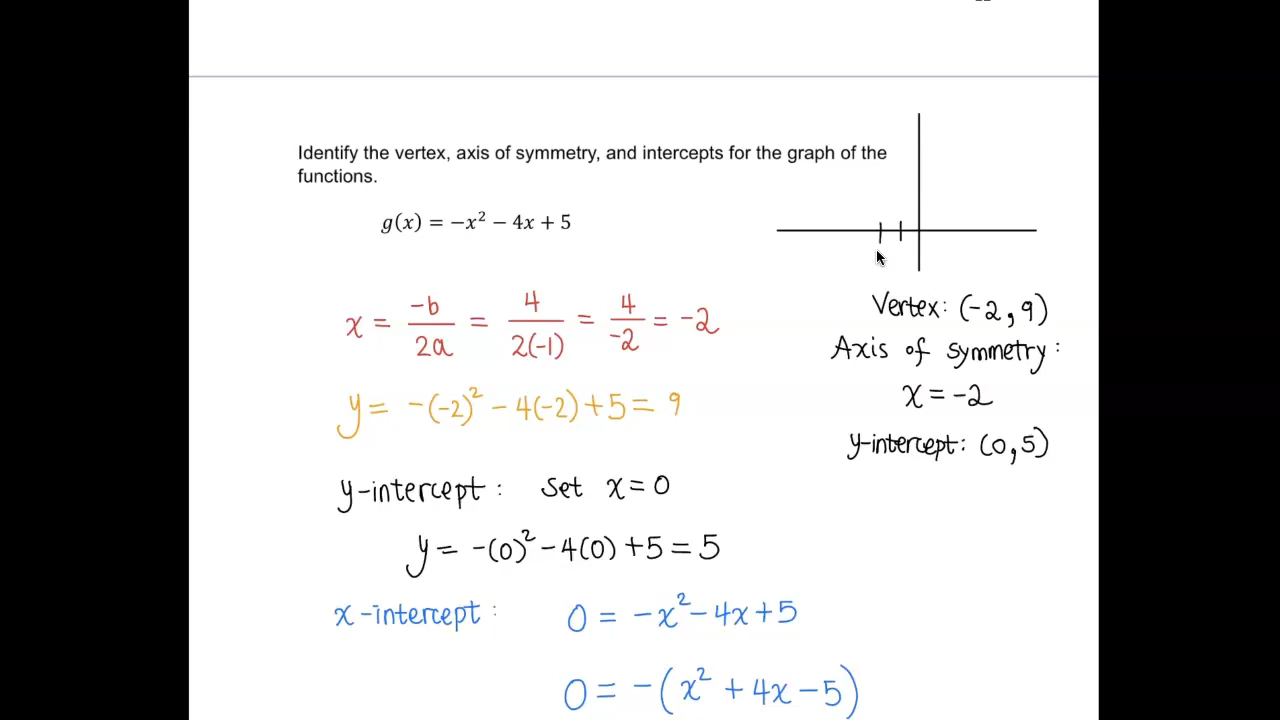 Identify the vertex, axis of symmetry, and intercepts for the graph of the
functions.
g(x) = −x² − 4x + 5
x = -b/2a = 4/2(-1) = 4/-2 = -2
y = -(-2)² - 4(-2) + 5 = 9
y-intercept: Set x = 0
y = -(0)² - 4(0) + 5 = 5
x-intercept: 0 = -x² - 4x + 5
0 = -(x² + 4x - 5)
Vertex: (-2, 9)
Axis of symmetry:
x = -2
y-intercept: (0, 5)